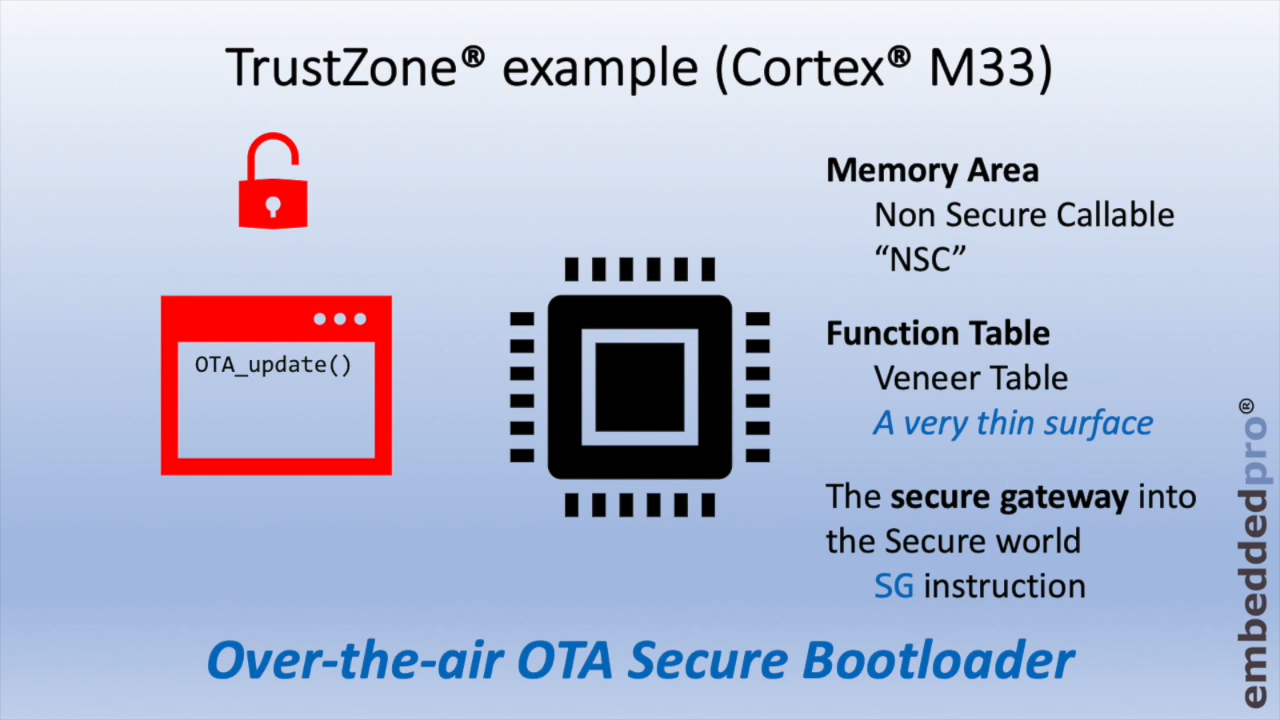 TrustZone® example (Cortex® M33)
OTA_update()
Memory Area
Non Secure Callable
“NSC”
Function Table
Veneer Table
A very thin surface
The secure gateway into
the Secure world
SG instruction
Over-the-air OTA Secure Bootloader
embeddedpro®